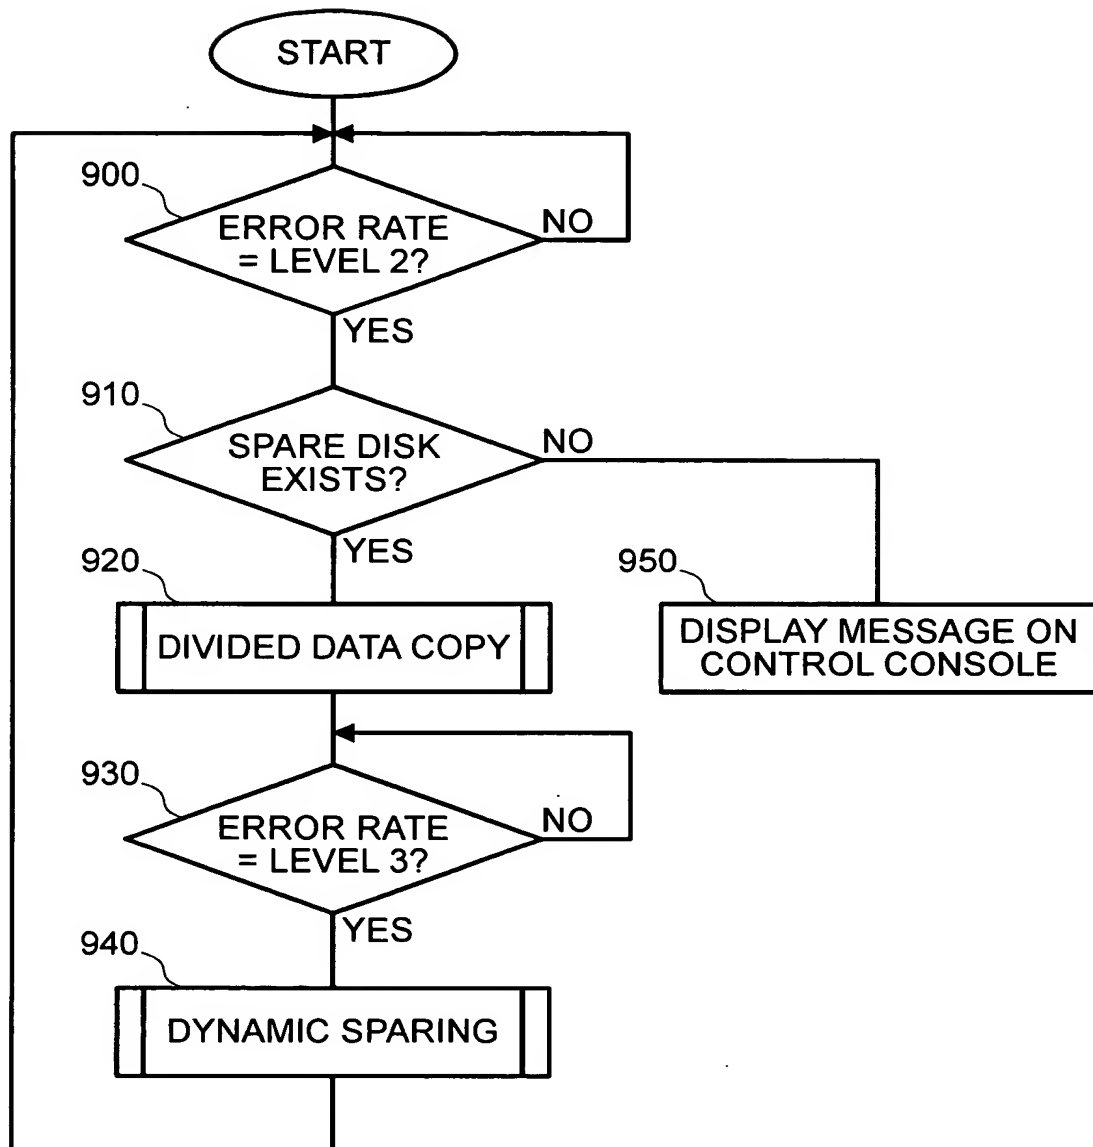 START
900
ERROR RATE
= LEVEL 2?
NO
YES
910
SPARE DISK
EXISTS?
NO
YES
920
DIVIDED DATA COPY
950
DISPLAY MESSAGE ON
CONTROL CONSOLE
930
ERROR RATE
= LEVEL 3?
NO
YES
940
DYNAMIC SPARING